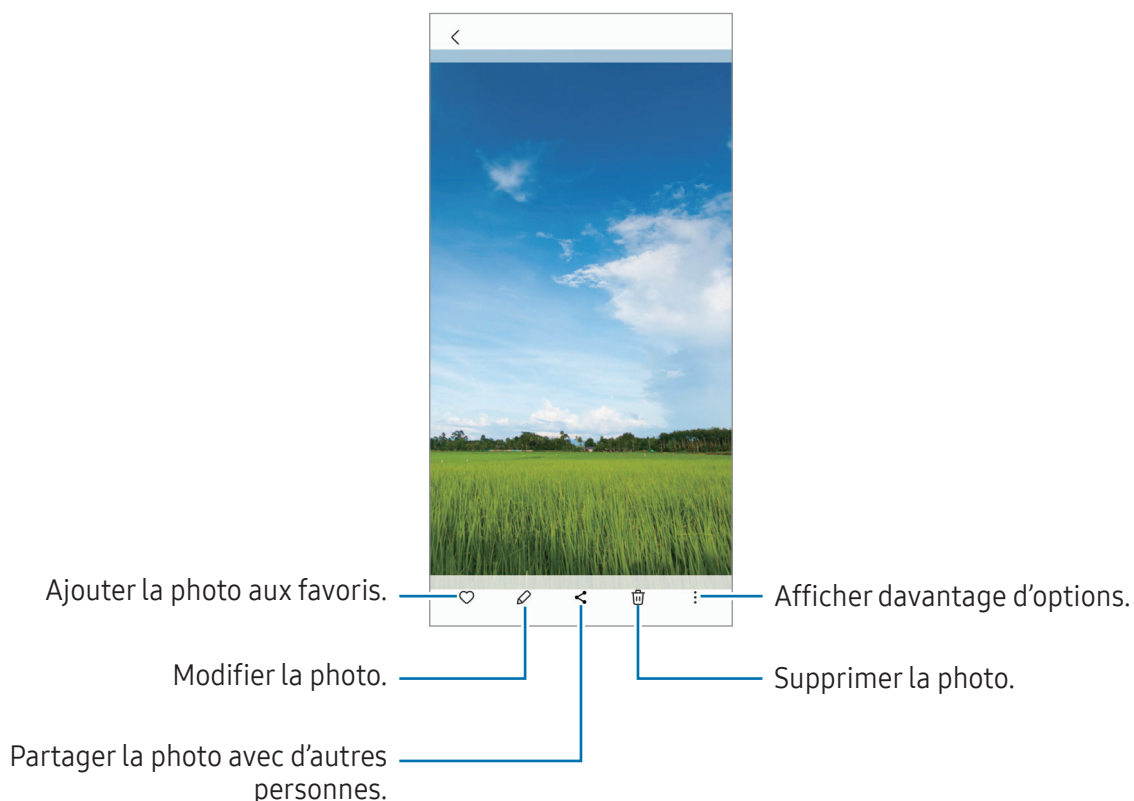 Ajouter la photo aux favoris.
Afficher davantage d’options.
Modifier la photo.
Supprimer la photo.
Partager la photo avec d’autres
personnes.